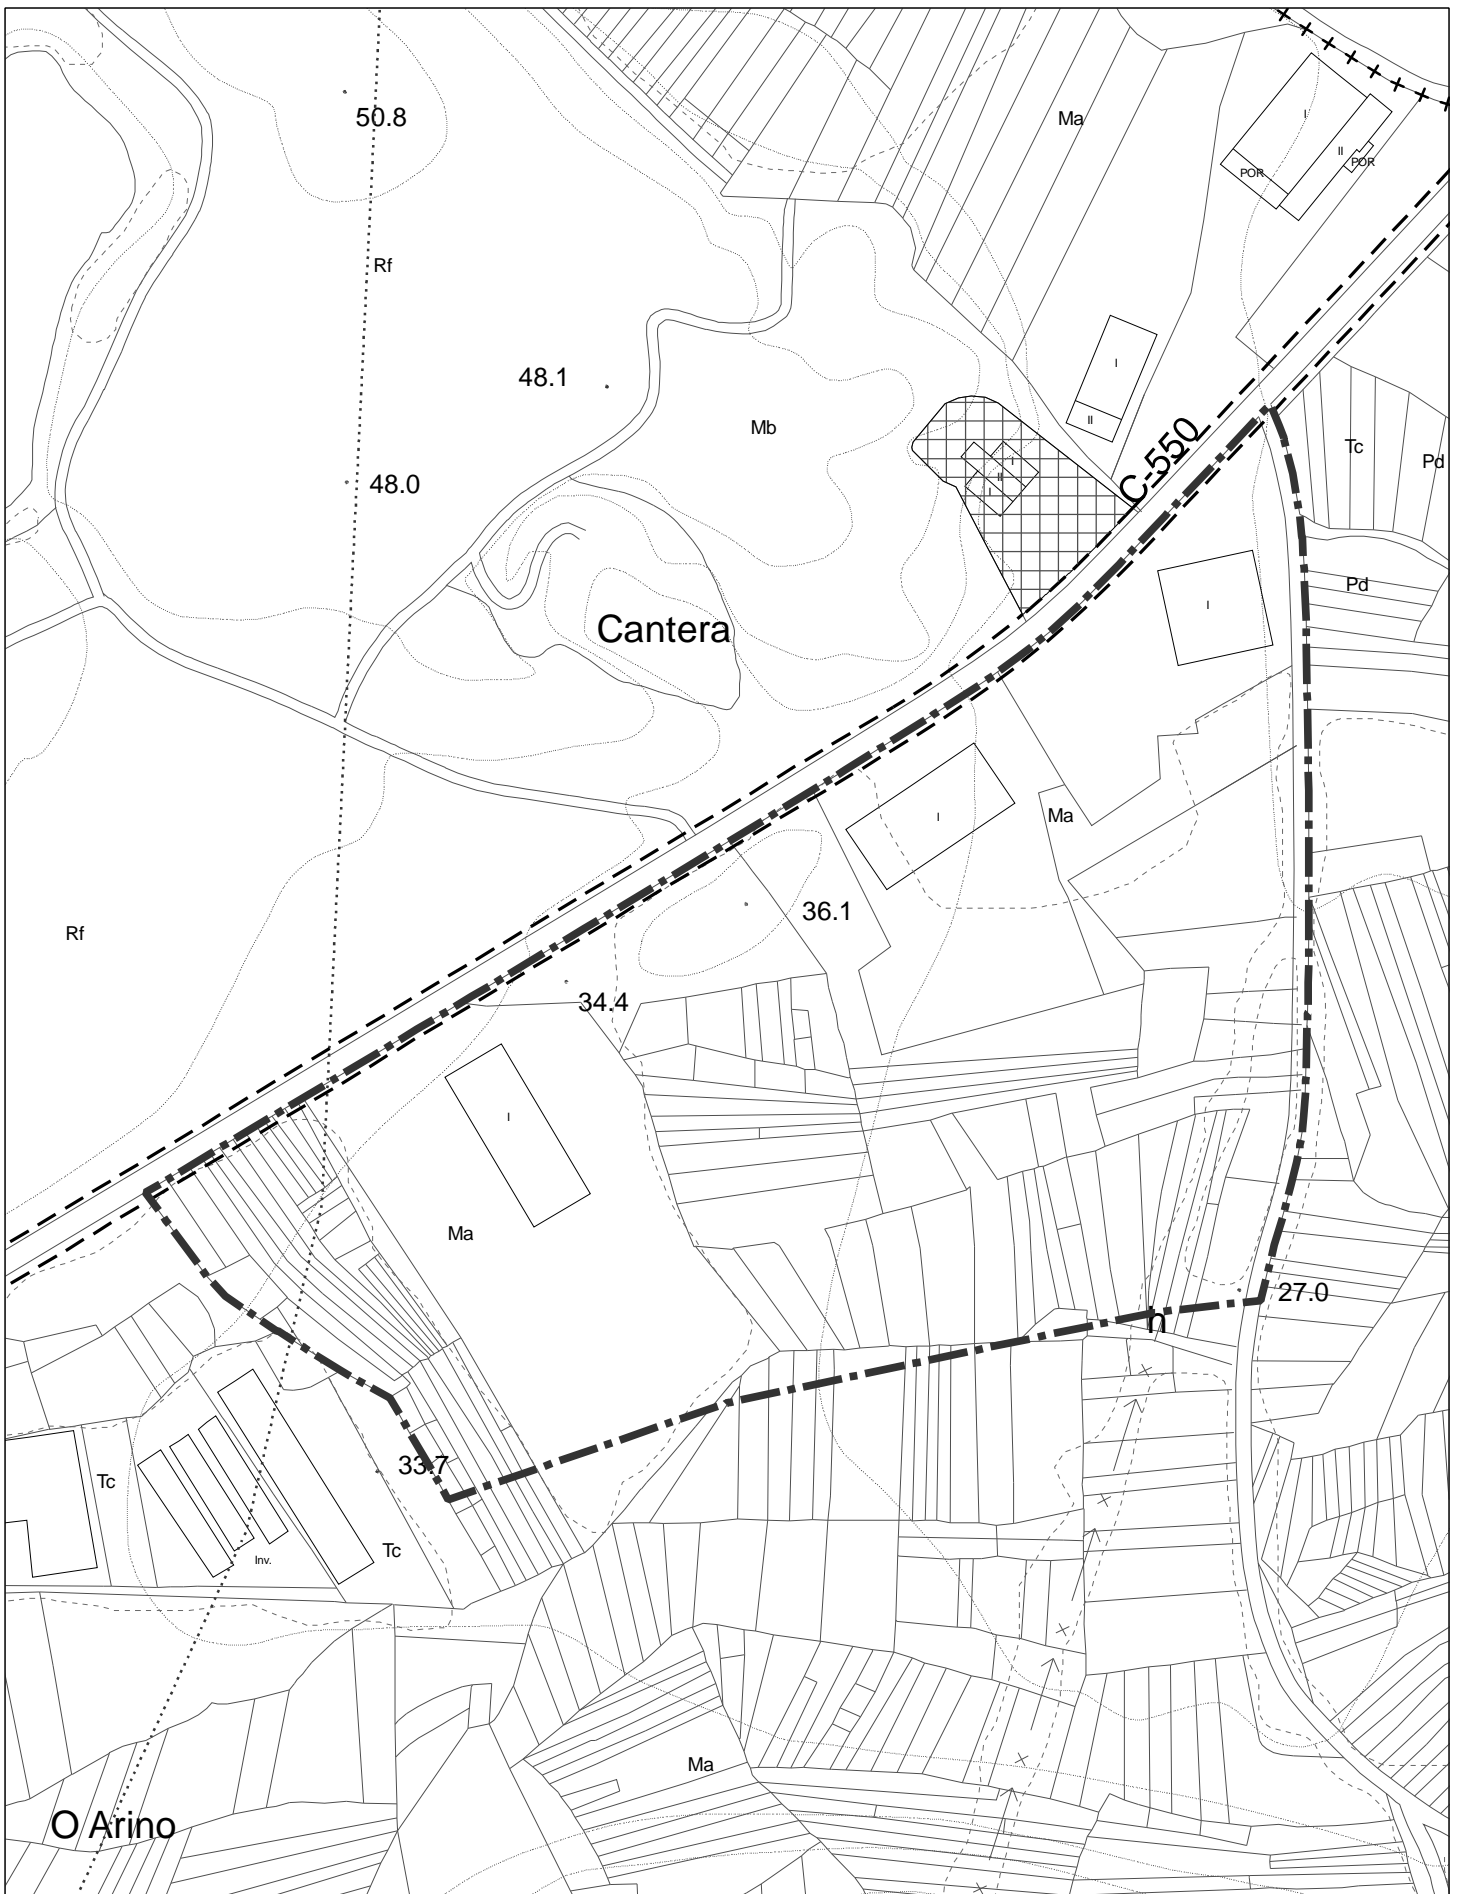 50.8
Ma
I
II
POR
POR
Rf
48.1
I
II
Mb
C-550
Tc
Pd
48.0
I
II
I
Pd
I
Cantera
I
Ma
36.1
Rf
34.4
I
Ma
27.0
h
33.7
Tc
Tc
Inv.
Ma
O Arino